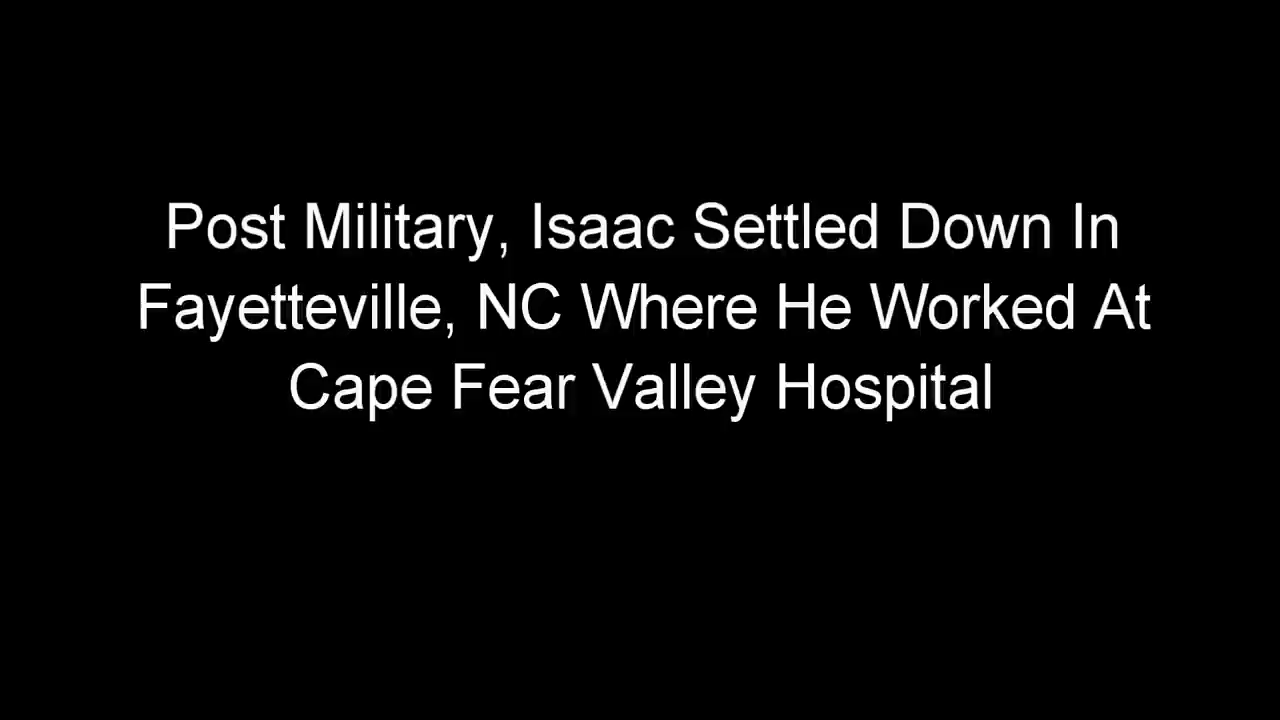 Post Military, Isaac Settled Down In
Fayetteville, NC Where He Worked At
Cape Fear Valley Hospital